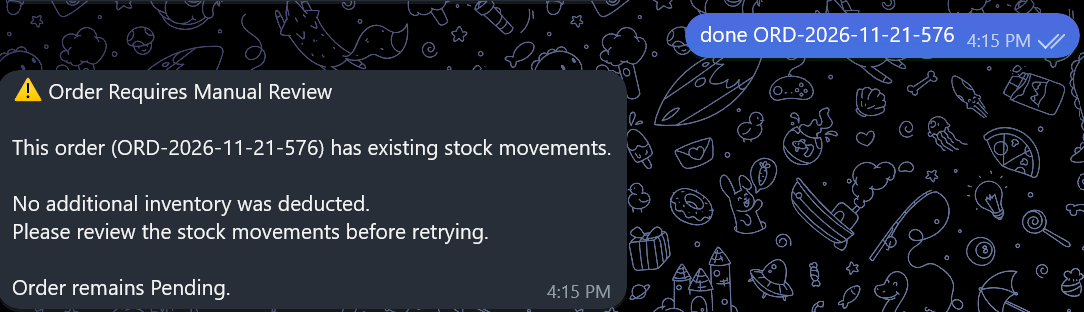 done ORD-2026-11-21-576 4:15 PM
⚠️ Order Requires Manual Review
This order (ORD-2026-11-21-576) has existing stock movements.
No additional inventory was deducted.
Please review the stock movements before retrying.
Order remains Pending. 4:15 PM